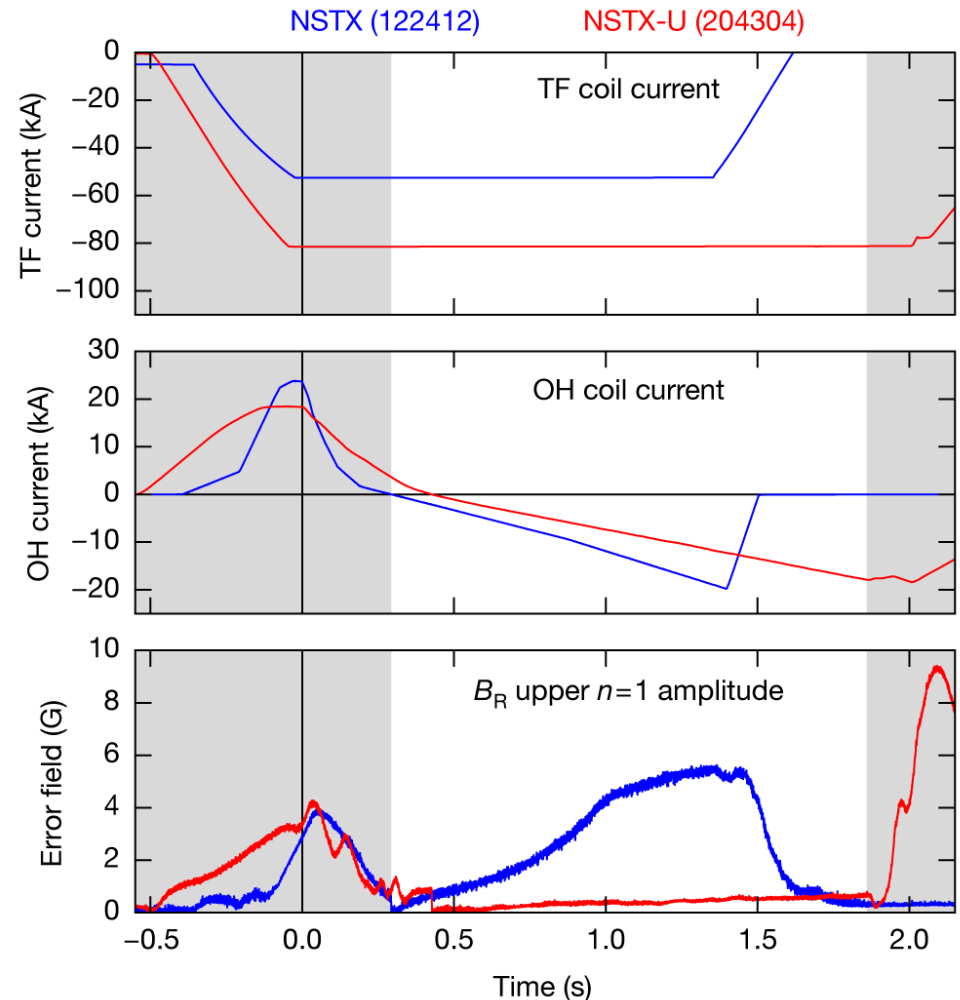 NSTX (122412) NSTX-U (204304)
TF coil current
TF current (kA)
0
−20
−40
−60
−80
−100
OH coil current
OH current (kA)
30
20
10
0
−10
−20
B_R upper n=1 amplitude
Error field (G)
10
8
6
4
2
0
−0.5 0.0 0.5 1.0 1.5 2.0
Time (s)